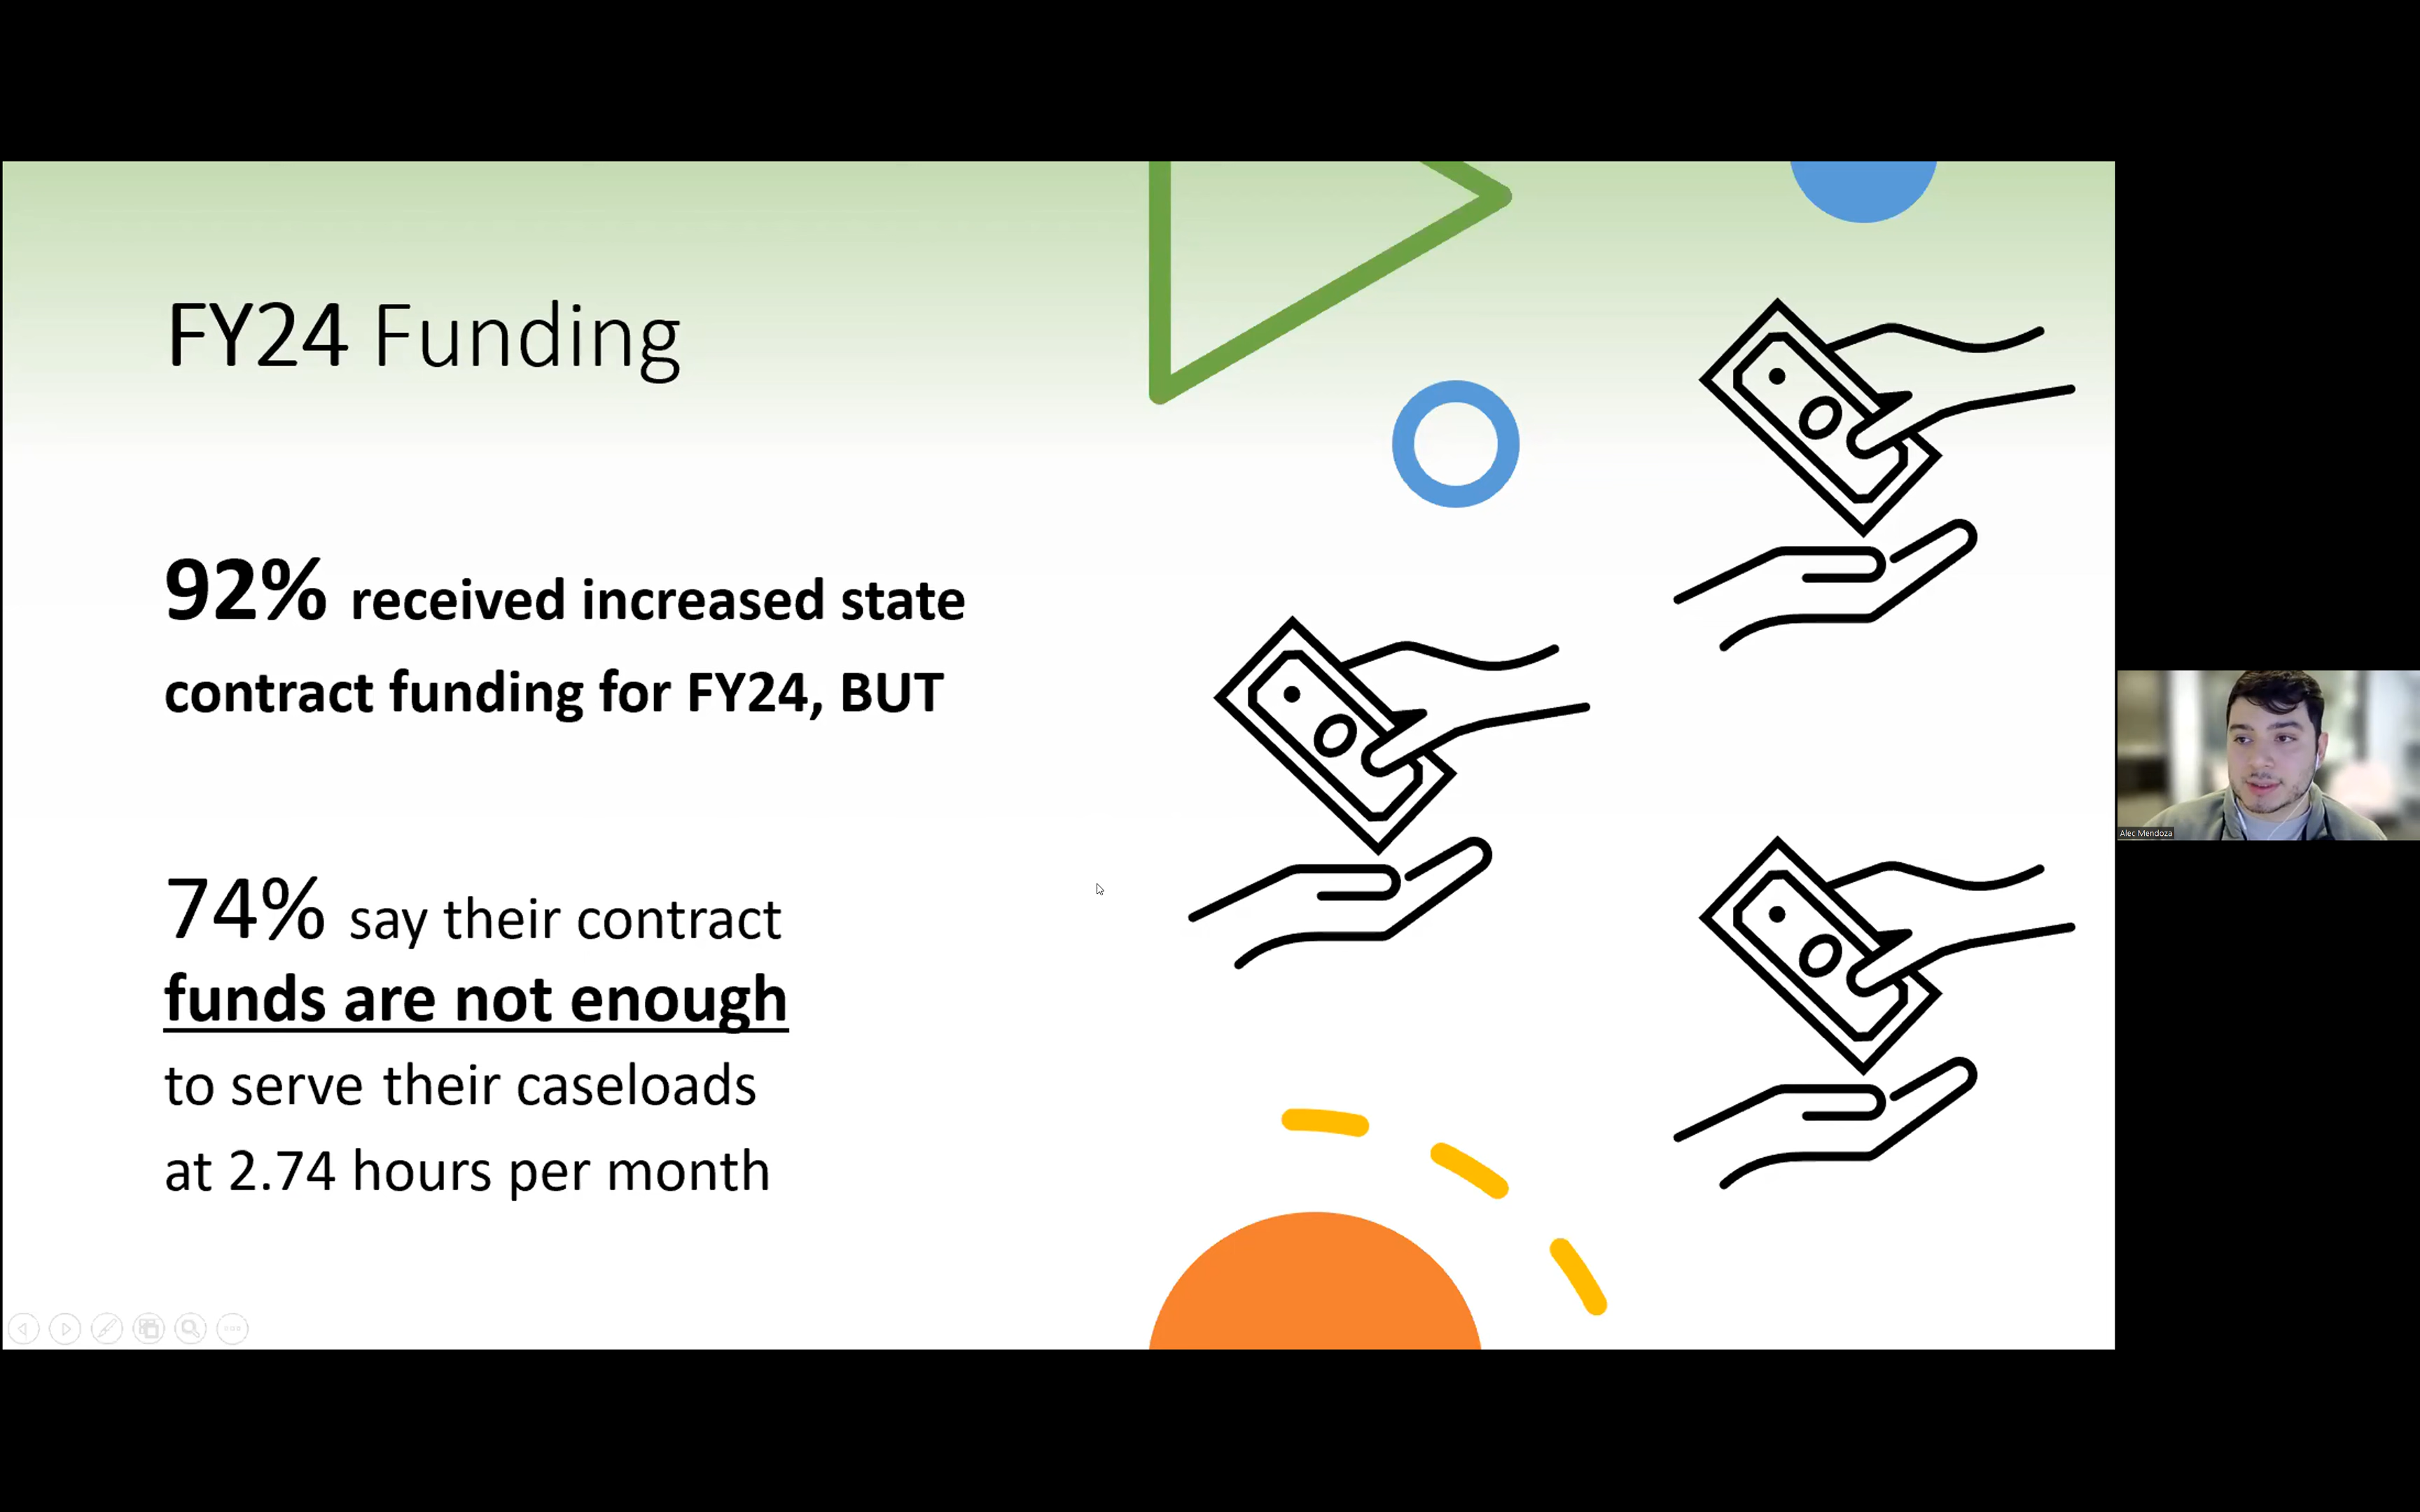 FY24 Funding
92% received increased state
contract funding for FY24, BUT
74% say their contract
funds are not enough
to serve their caseloads
at 2.74 hours per month
Alec Mendoza